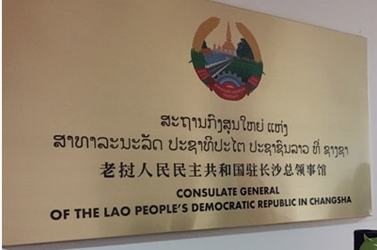 ສະຖານກົງສູນໃຫຍ່ ແຫ່ງ
ສາທາລະນະລັດ ປະຊາທິປະໄຕ ປະຊາຊົນລາວ ທີ່ ຊາງຊາ
老挝人民民主共和国驻长沙总领事馆
CONSULATE GENERAL
OF THE LAO PEOPLE'S DEMOCRATIC REPUBLIC IN CHANGSHA